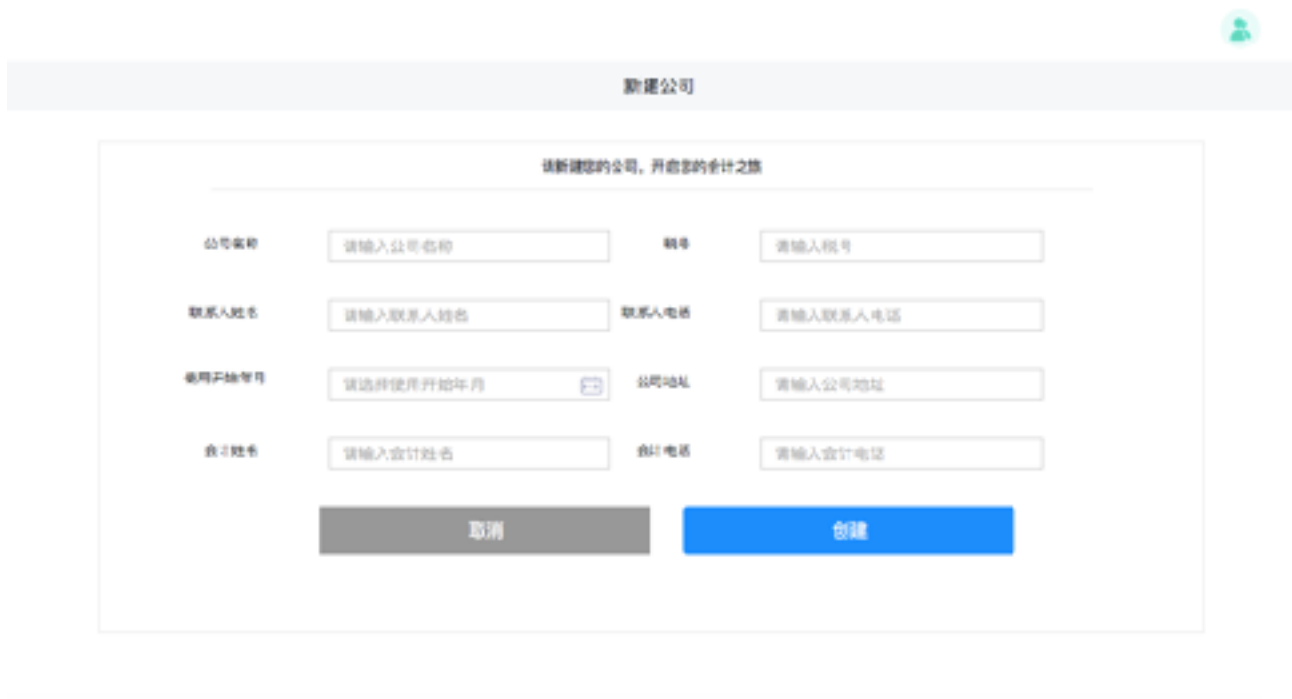 新建公司
请新建您的公司，开启您的会计之旅
公司名称 请输入公司名称 税号 请输入税号
联系人姓名 请输入联系人姓名 联系人电话 请输入联系人电话
使用开始年月 请选择使用开始年月 公司地址 请输入公司地址
会计姓名 请输入会计姓名 会计电话 请输入会计电话
取消 创建